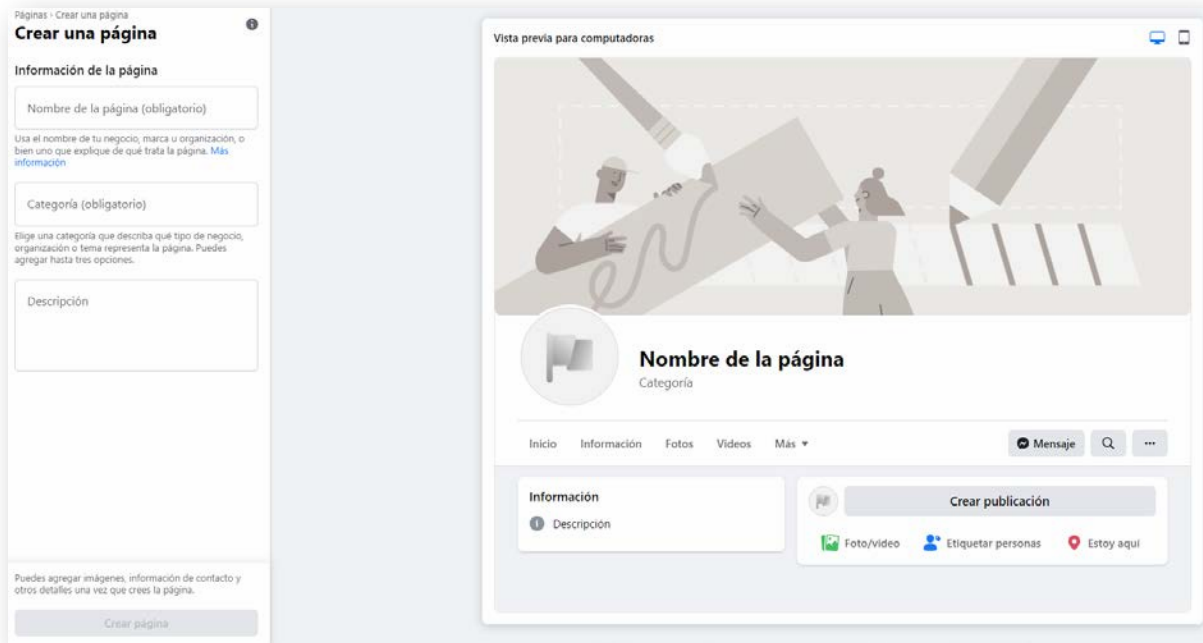 Páginas › Crear una página
Crear una página
Información de la página
Nombre de la página (obligatorio)
Usa el nombre de tu negocio, marca u organización, o
bien uno que explique de qué trata la página. Más
información
Categoría (obligatorio)
Elige una categoría que describa qué tipo de negocio,
organización o tema representa la página. Puedes
agregar hasta tres opciones.
Descripción
Puedes agregar imágenes, información de contacto y
otros detalles una vez que crees la página.
Crear página
Vista previa para computadoras
Nombre de la página
Categoría
Inicio Información Fotos Videos Más
Mensaje
Información
Descripción
Crear publicación
Foto/video Etiquetar personas Estoy aquí